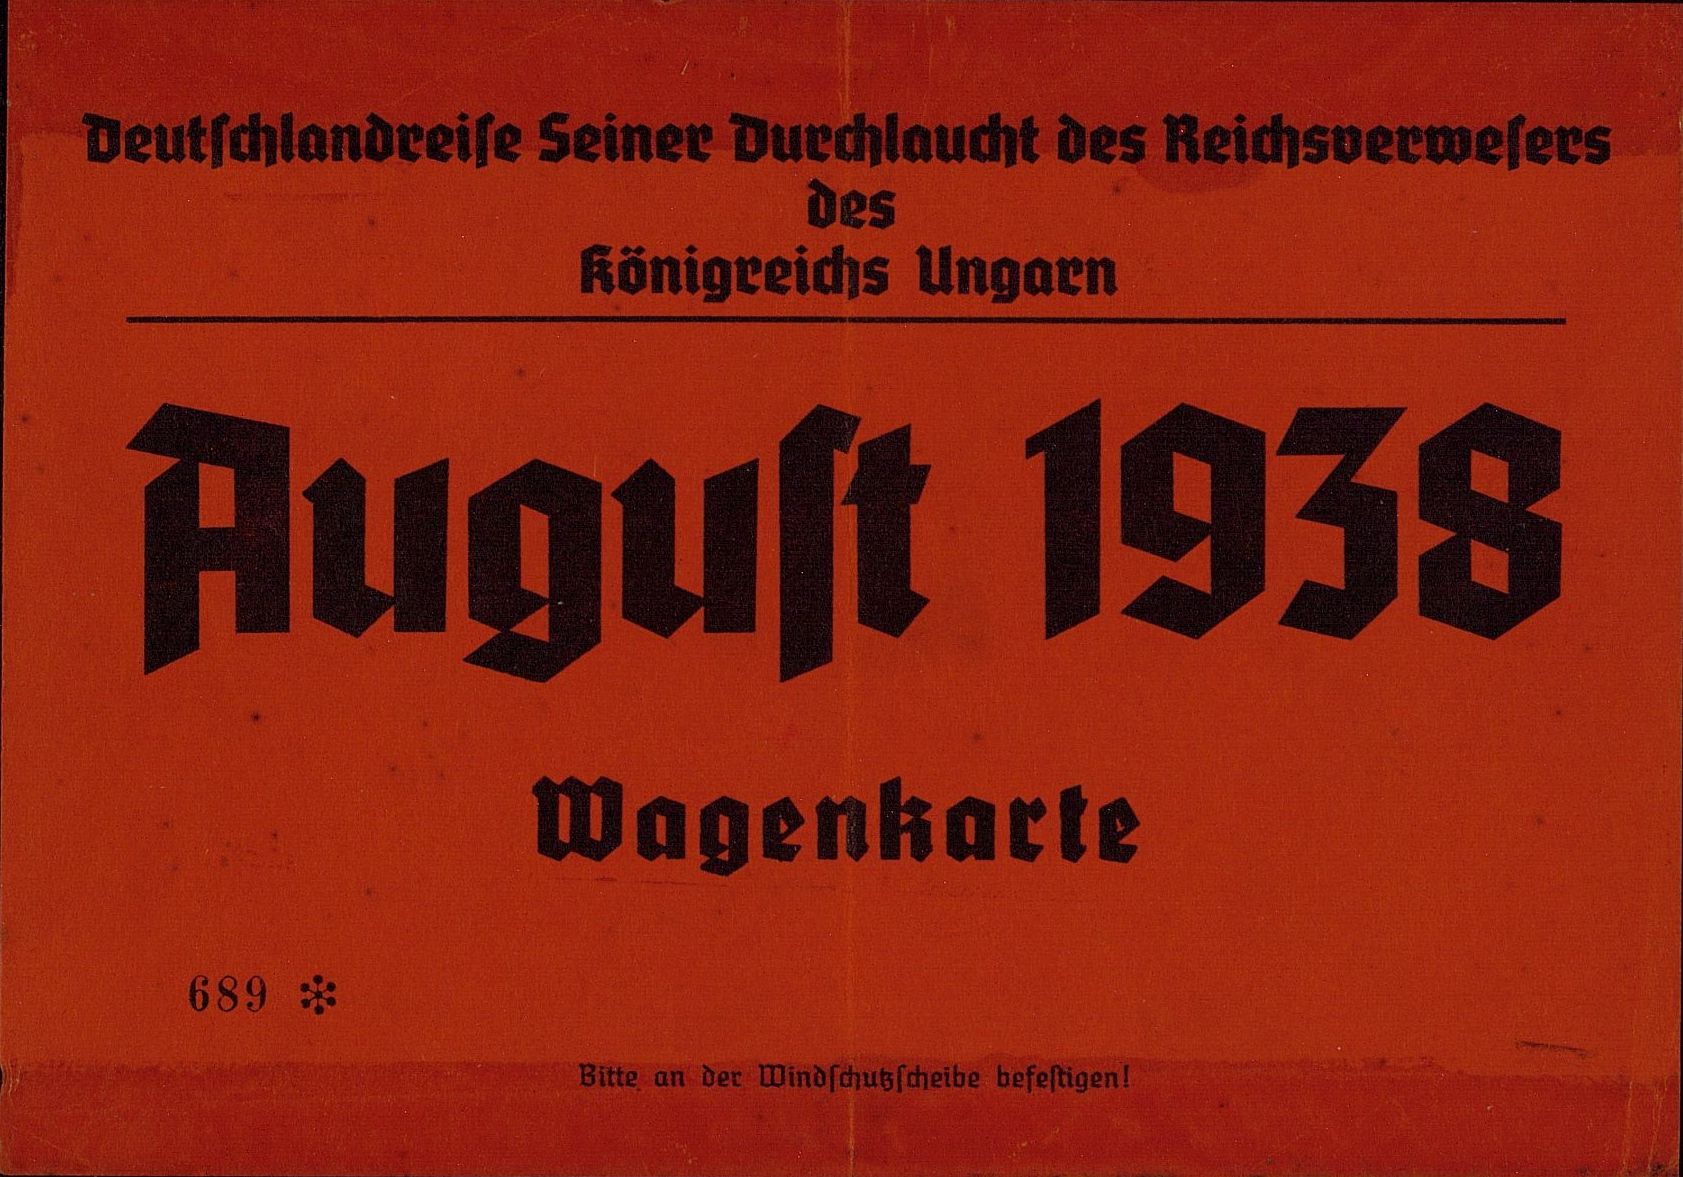 Deutſchlandreiſe Seiner Durchlaucht des Reichsverweſers
des
Königreichs Ungarn
Auguſt 1938
Wagenkarte
689 *
Bitte an der Windſchutzſcheibe befeſtigen!